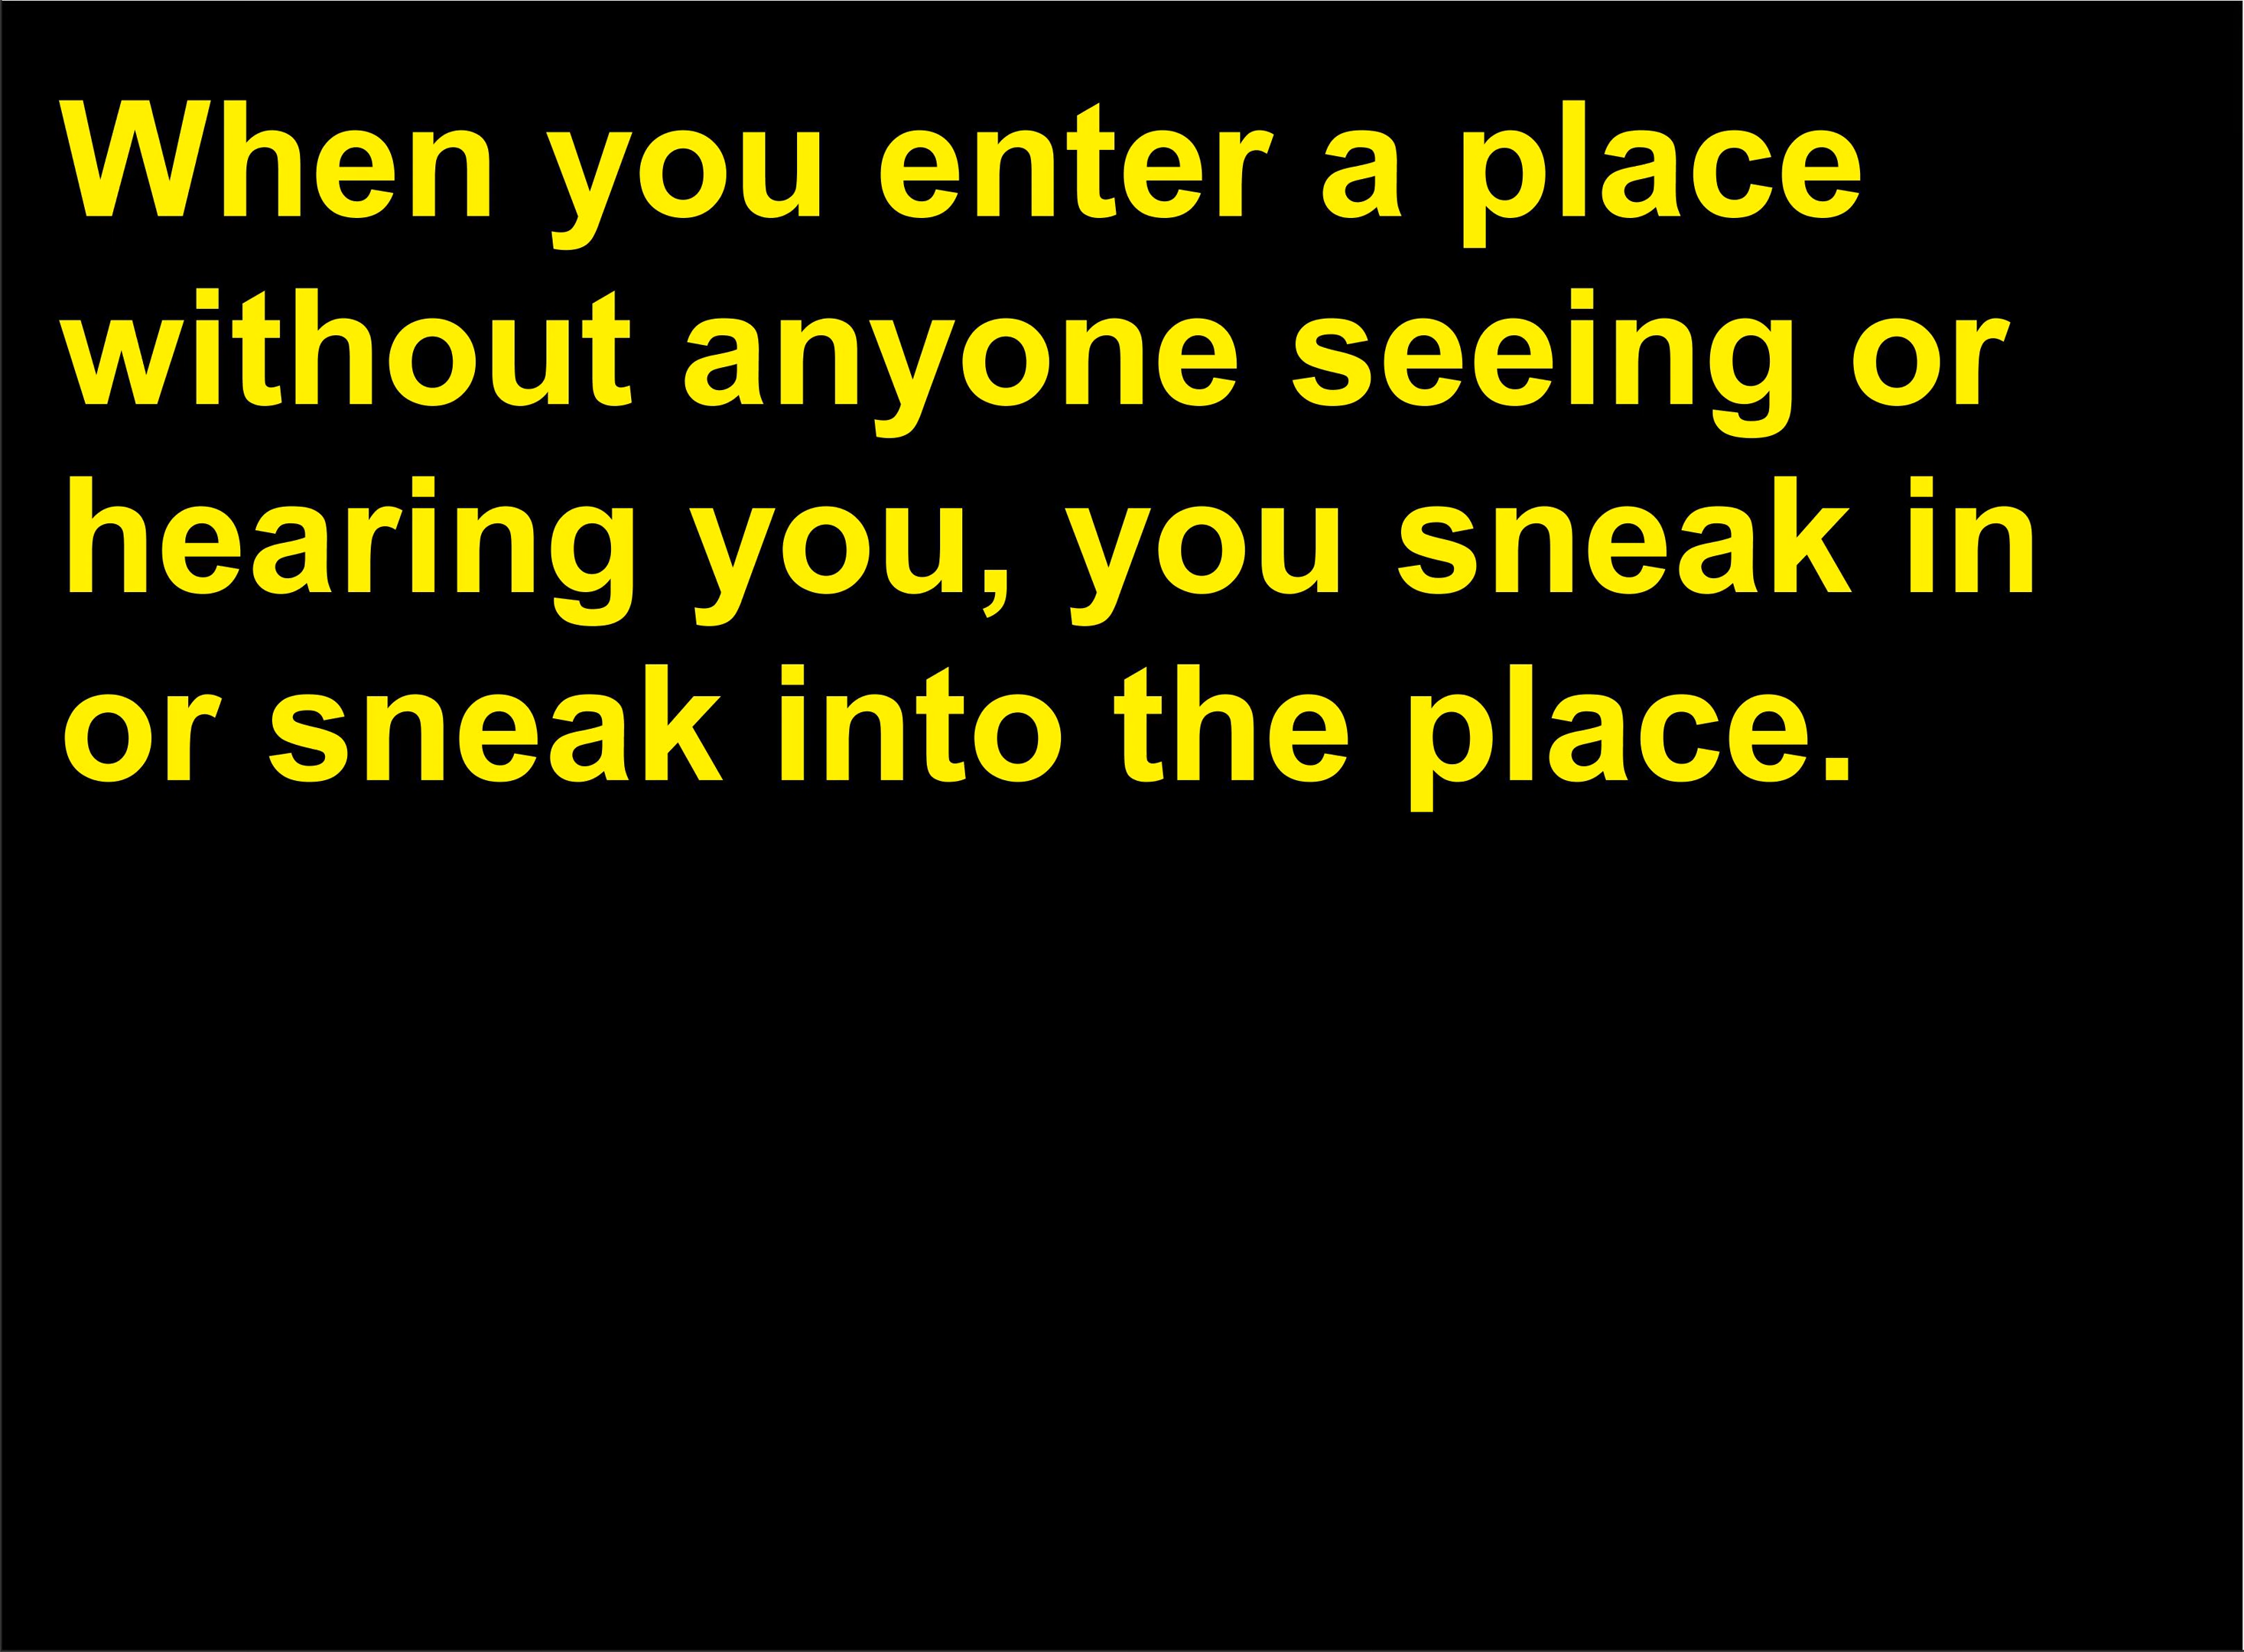 When you enter a place
without anyone seeing or
hearing you, you sneak in
or sneak into the place.